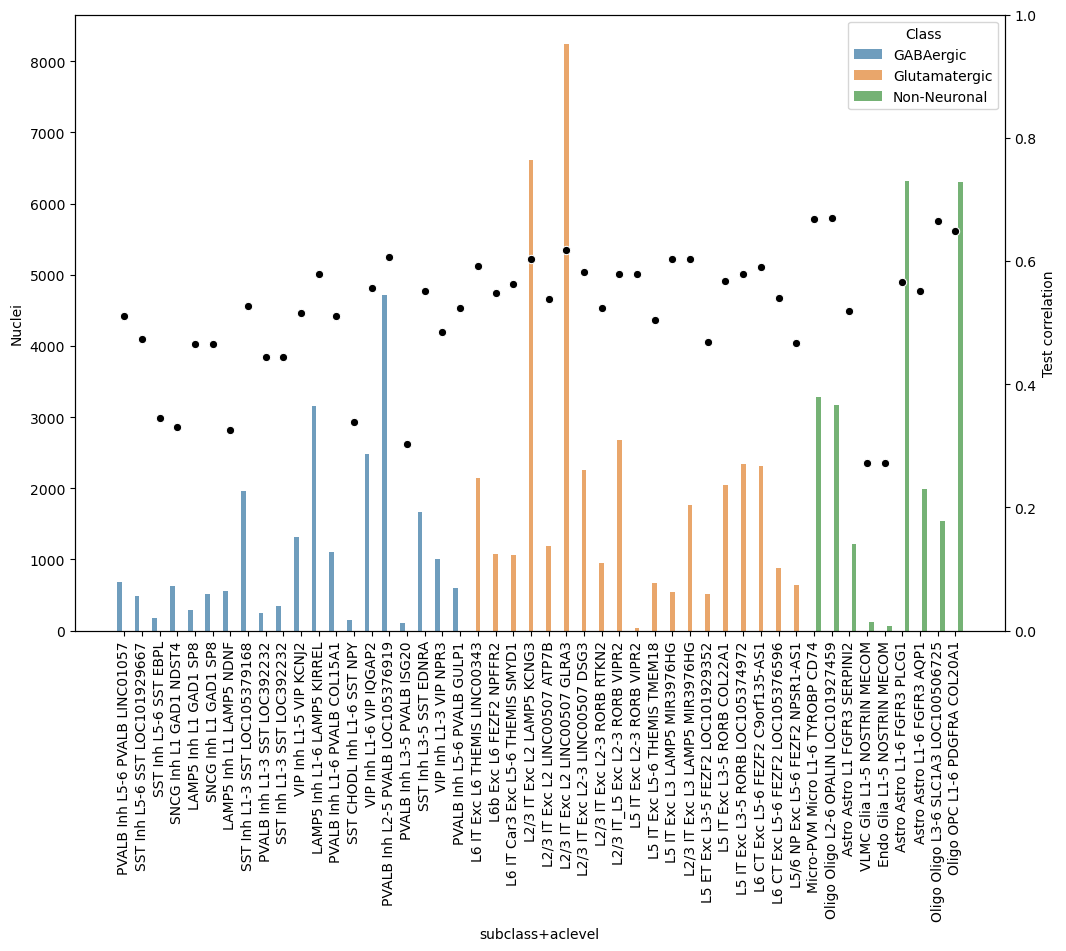 Nuclei
8000
7000
6000
5000
4000
3000
2000
1000
0
Class
GABAergic
Glutamatergic
Non-Neuronal
1.0
0.8
0.6
0.4
0.2
0.0
Test correlation
PVALB Inh L5-6 PVALB LINC01057
SST Inh L5-6 SST LOC101929667
SST Inh L5-6 SST EBPL
SNCG Inh L1 GAD1 NDST4
LAMP5 Inh L1 GAD1 SP8
SNCG Inh L1 GAD1 SP8
LAMP5 Inh L1 LAMP5 NDNF
SST Inh L1-3 SST LOC105379168
PVALB Inh L1-3 SST LOC392232
SST Inh L1-3 SST LOC392232
VIP Inh L1-5 VIP KCNJ2
LAMP5 Inh L1-6 LAMP5 KIRREL
PVALB Inh L1-6 PVALB COL15A1
SST CHODL Inh L1-6 SST NPY
VIP Inh L1-6 VIP IQGAP2
PVALB Inh L2-5 PVALB LOC105376919
PVALB Inh L3-5 PVALB ISG20
SST Inh L3-5 SST EDNRA
VIP Inh L1-3 VIP NPR3
PVALB Inh L5-6 PVALB GULP1
L6 IT Exc L6 THEMIS LINC00343
L6b Exc L6 FEZF2 NPFFR2
L6 IT Car3 Exc L5-6 THEMIS SMYD1
L2/3 IT Exc L2 LAMP5 KCNG3
L2/3 IT Exc L2 LINC00507 ATP7B
L2/3 IT Exc L2 LINC00507 GLRA3
L2/3 IT Exc L2-3 LINC00507 DSG3
L2/3 IT Exc L2-3 RORB RTKN2
L2/3 IT_L5 Exc L2-3 RORB VIPR2
L5 IT Exc L2-3 RORB VIPR2
L5 IT Exc L5-6 THEMIS TMEM18
L5 IT Exc L3 LAMP5 MIR3976HG
L2/3 IT Exc L3 LAMP5 MIR3976HG
L5 ET Exc L3-5 FEZF2 LOC101929352
L5 IT Exc L3-5 RORB COL22A1
L5 IT Exc L3-5 RORB LOC105374972
L6 CT Exc L5-6 FEZF2 C9orf135-AS1
L6 CT Exc L5-6 FEZF2 LOC105376596
L5/6 NP Exc L5-6 FEZF2 NPSR1-AS1
Micro-PVM Micro L1-6 TYROBP CD74
Oligo Oligo L2-6 OPALIN LOC101927459
Astro Astro L1 FGFR3 SERPINI2
VLMC Glia L1-5 NOSTRIN MECOM
Endo Glia L1-5 NOSTRIN MECOM
Astro Astro L1-6 FGFR3 PLCG1
Astro Astro L1-6 FGFR3 AQP1
Oligo Oligo L3-6 SLC1A3 LOC100506725
Oligo OPC L1-6 PDGFRA COL20A1
subclass+aclevel